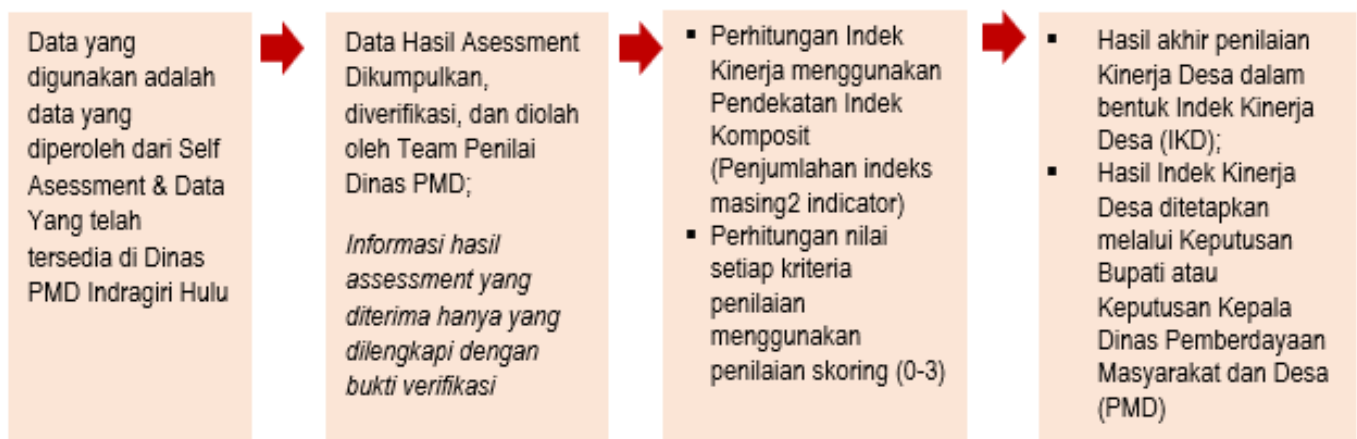 Data yang
digunakan adalah
data yang
diperoleh dari Self
Asessment & Data
Yang telah
tersedia di Dinas
PMD Indragiri Hulu
Data Hasil Asessment
Dikumpulkan,
diverifikasi, dan diolah
oleh Team Penilai
Dinas PMD;
Informasi hasil
assessment yang
diterima hanya yang
dilengkapi dengan
bukti verifikasi
▪ Perhitungan Indek
Kinerja menggunakan
Pendekatan Indek
Komposit
(Penjumlahan indeks
masing2 indicator)
▪ Perhitungan nilai
setiap kriteria
penilaian
menggunakan
penilaian skoring (0-3)
▪ Hasil akhir penilaian
Kinerja Desa dalam
bentuk Indek Kinerja
Desa (IKD);
▪ Hasil Indek Kinerja
Desa ditetapkan
melalui Keputusan
Bupati atau
Keputusan Kepala
Dinas Pemberdayaan
Masyarakat dan Desa
(PMD)